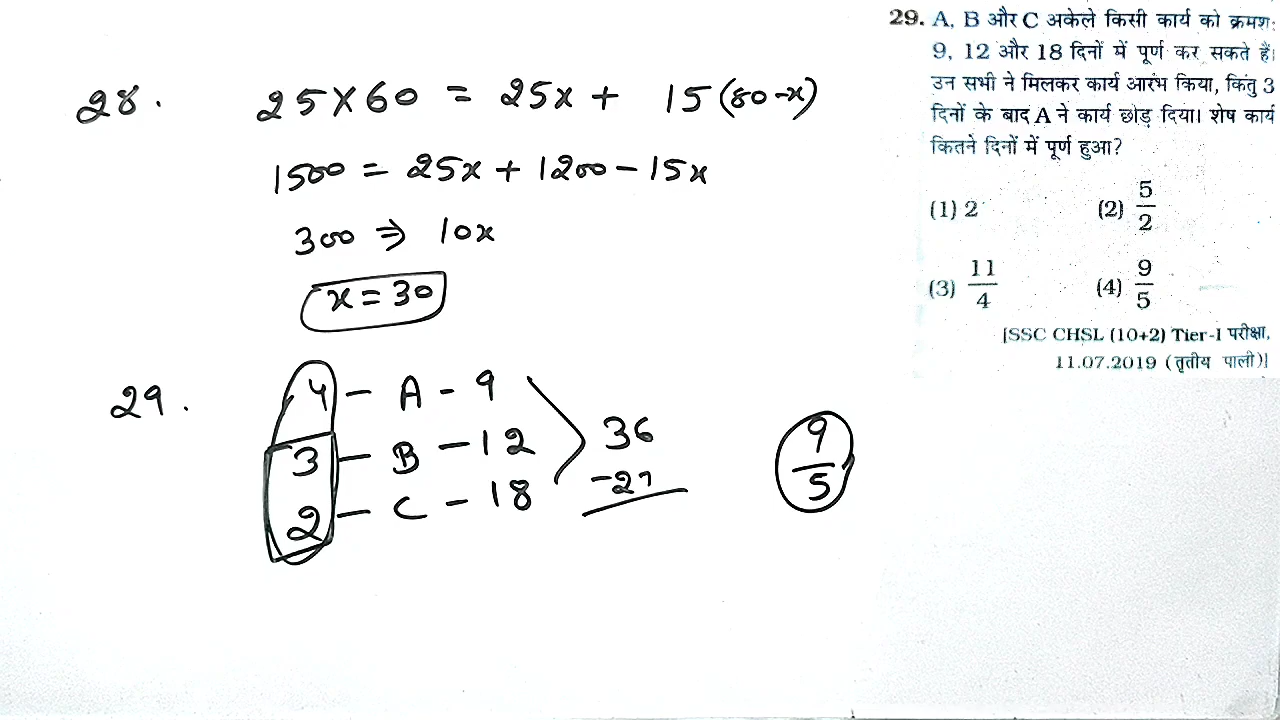 28. 25 X 60 = 25x + 15 (80-x)
1500 = 25x + 1200 - 15x
300 ⇒ 10x
x = 30
29. 4 - A - 9
3 - B - 12
2 - C - 18
36
-27
9
5
29. A, B और C अकेले किसी कार्य को क्रमशः
9, 12 और 18 दिनों में पूर्ण कर सकते हैं।
उन सभी ने मिलकर कार्य आरंभ किया, किंतु 3
दिनों के बाद A ने कार्य छोड़ दिया। शेष कार्य
कितने दिनों में पूर्ण हुआ?
(1) 2 (2) 5/2
(3) 11/4 (4) 9/5
[SSC CHSL (10+2) Tier-I परीक्षा,
11.07.2019 (तृतीय पाली)]